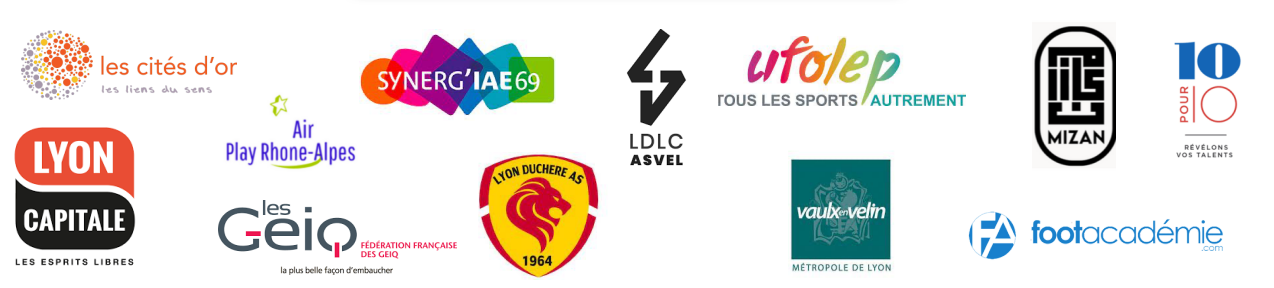 les cités d'or
les liens du sens
SYNERG'IAE69
LDLC
ASVEL
ufolep
TOUS LES SPORTS AUTREMENT
MIZAN
10
POUR
10
RÉVÉLONS
VOS TALENTS
Air
Play Rhone-Alpes
LYON
CAPITALE
LES ESPRITS LIBRES
les
Geiq
FÉDÉRATION FRANÇAISE
DES GEIQ
la plus belle façon d'embaucher
LYON DUCHERE AS
1964
vaulx en velin
MÉTROPOLE DE LYON
FA
footacadémie
.com